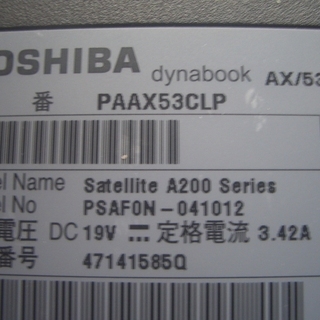 OSHIBA dynabook AX/53
番 PAAX53CLP
el Name Satellite A200 Series
el No PSAF0N-041012
電圧 DC 19V ⎓ 定格電流 3.42A
番号 47141585Q